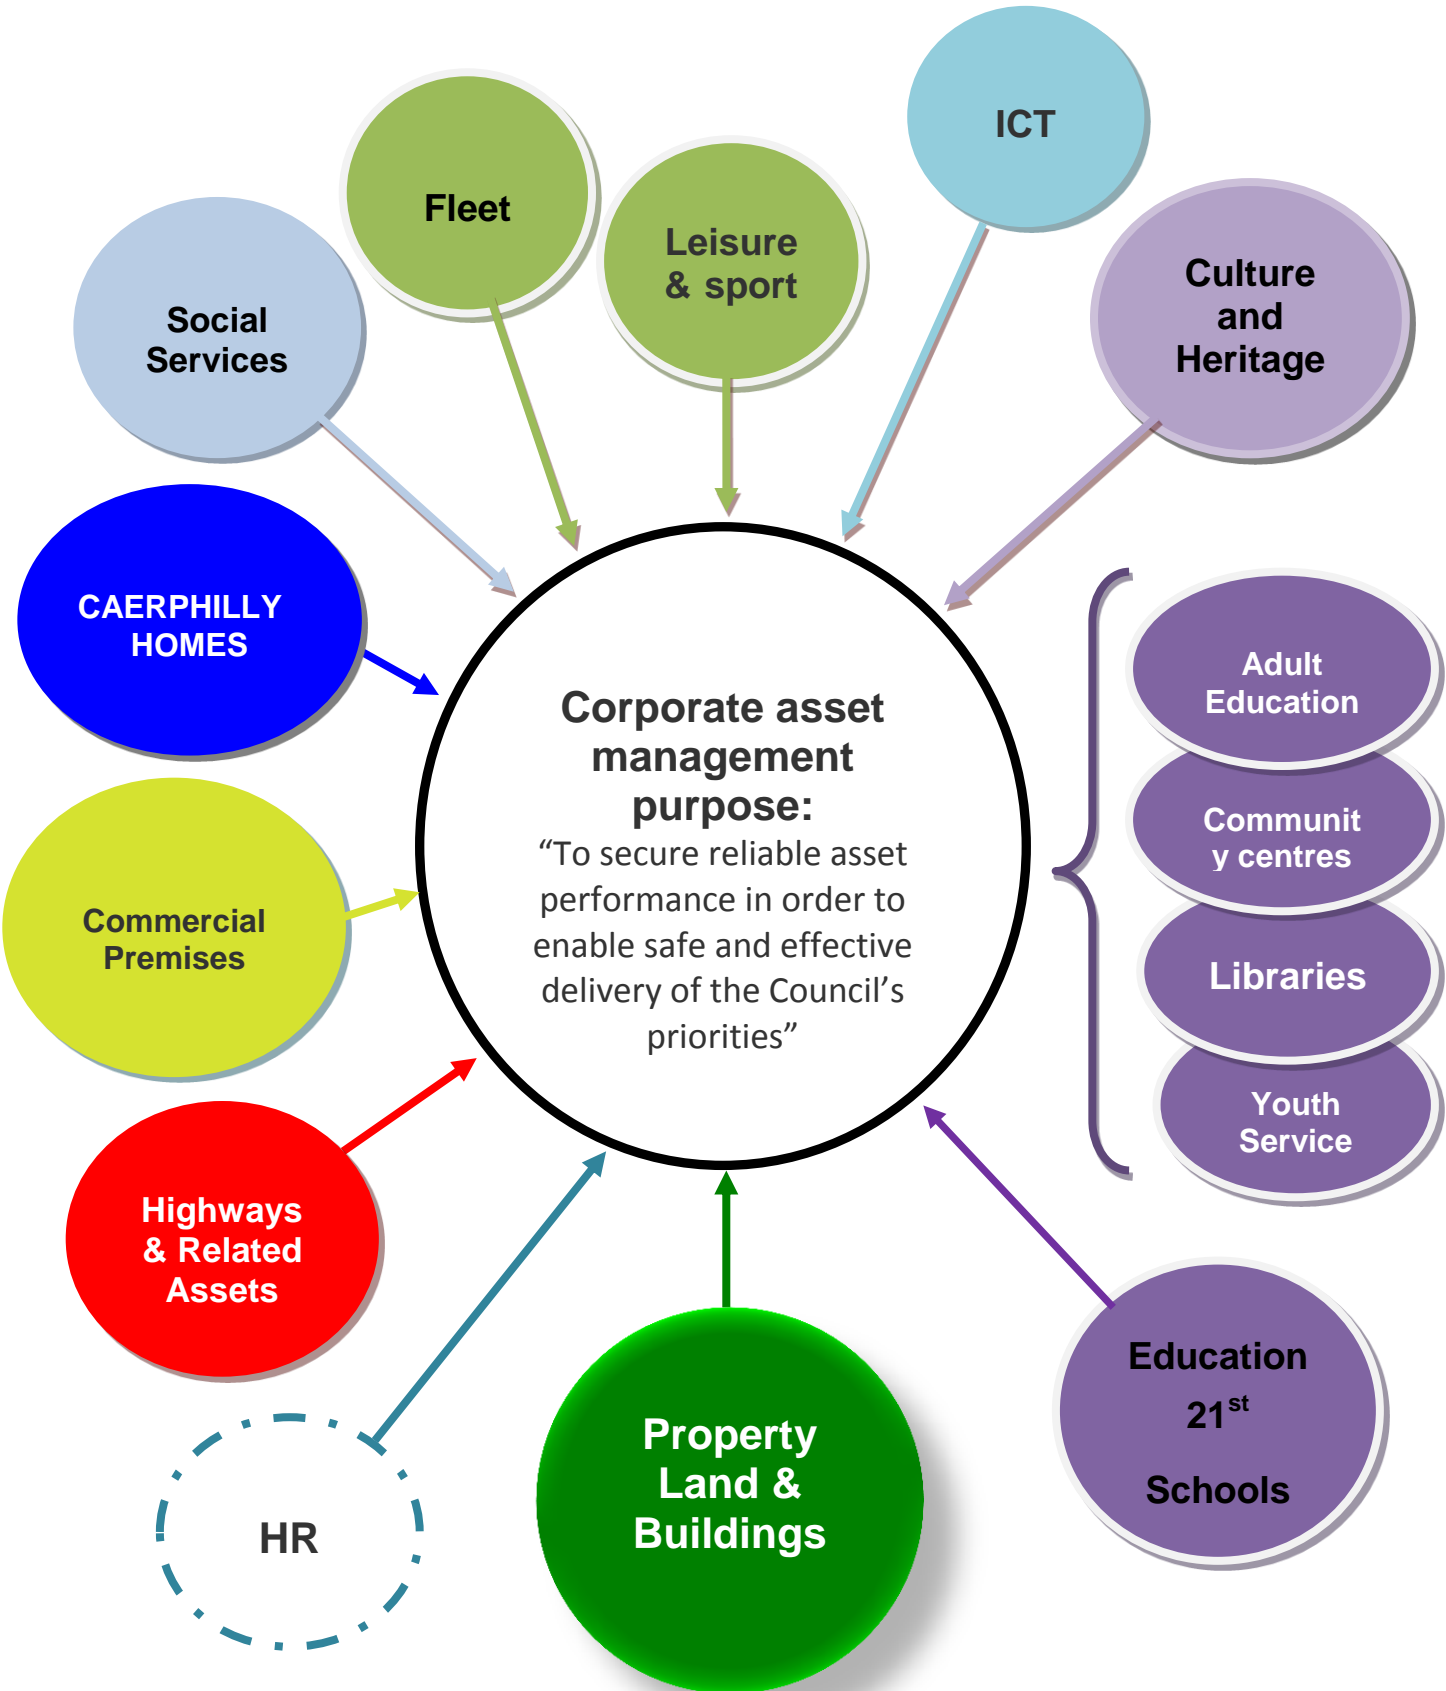 ICT
Fleet
Leisure
& sport
Culture
and
Heritage
Social
Services
CAERPHILLY
HOMES
Adult
Education
Corporate asset
management
purpose:
“To secure reliable asset
performance in order to
enable safe and effective
delivery of the Council’s
priorities”
Communit
y centres
Commercial
Premises
Libraries
Youth
Service
Highways
& Related
Assets
Education
21st
Schools
Property
Land &
Buildings
HR